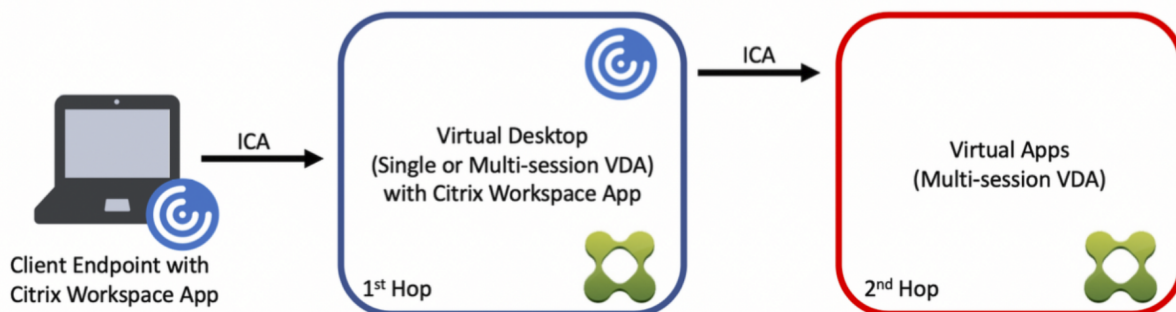 ICA
Client Endpoint with
Citrix Workspace App
Virtual Desktop
(Single or Multi-session VDA)
with Citrix Workspace App
1st Hop
ICA
Virtual Apps
(Multi-session VDA)
2nd Hop